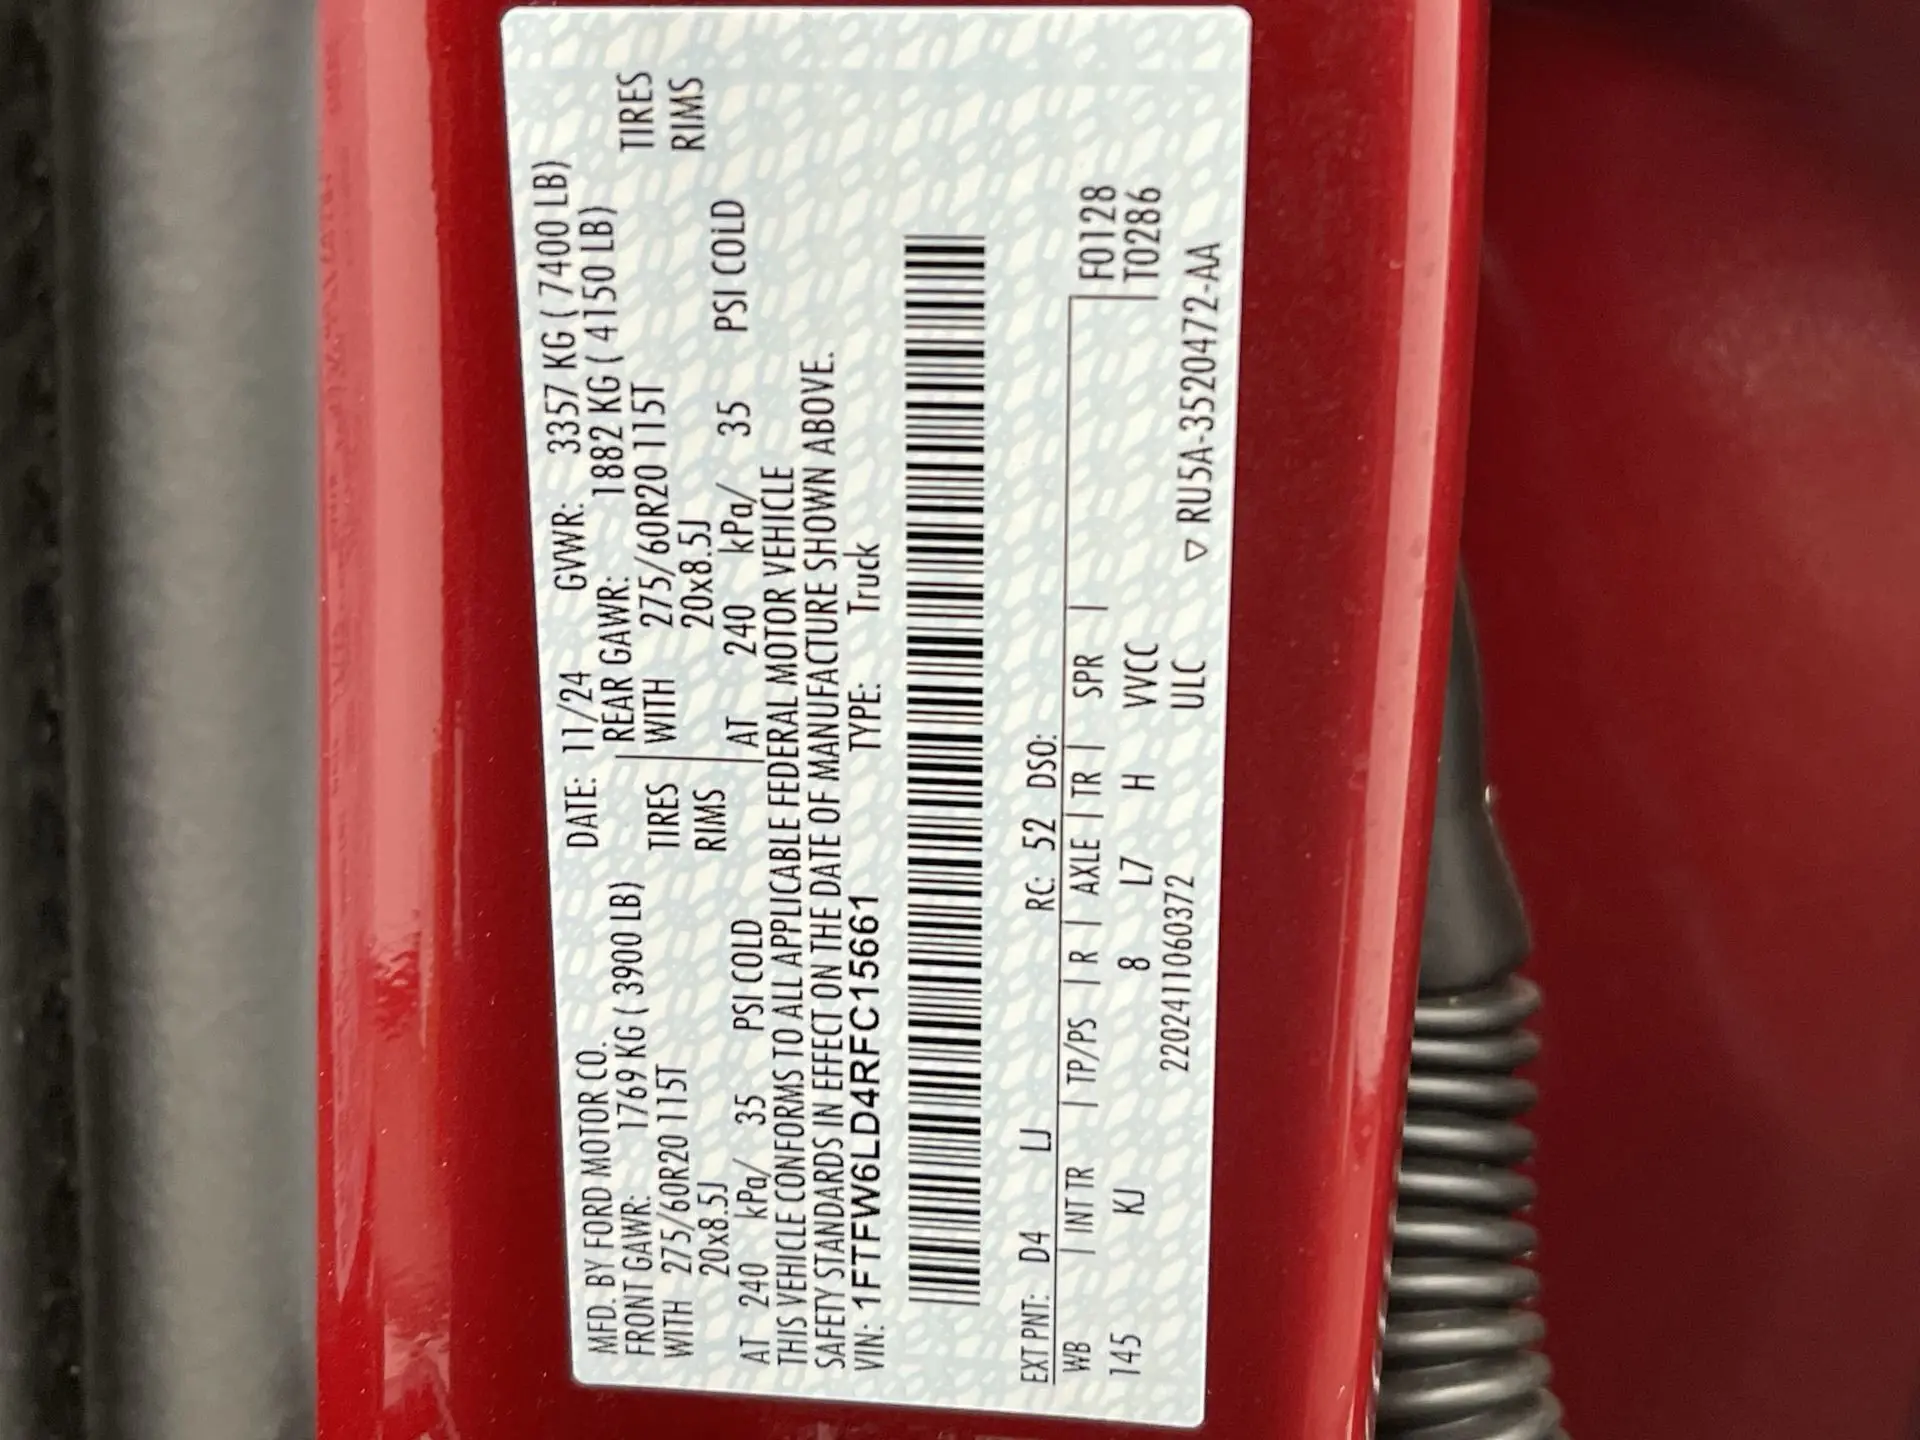 MFD. BY FORD MOTOR CO. DATE: 11/24 GVWR: 3357 KG ( 7400 LB)
FRONT GAWR: 1769 KG ( 3900 LB) REAR GAWR: 1882 KG ( 4150 LB)
WITH 275/60R20 115T TIRES WITH 275/60R20 115T TIRES
20x8.5J RIMS 20x8.5J RIMS
AT 240 kPa/ 35 PSI COLD AT 240 kPa/ 35 PSI COLD
THIS VEHICLE CONFORMS TO ALL APPLICABLE FEDERAL MOTOR VEHICLE
SAFETY STANDARDS IN EFFECT ON THE DATE OF MANUFACTURE SHOWN ABOVE.
VIN: 1FTFW6LD4RFC15661 TYPE: Truck
EXT PNT: D4 LJ RC: 52 DSO:
WB | INT TR | TP/PS | R | AXLE | TR | SPR | F0128
145 KJ 8 L7 H VVCC T0286
2202411060372 ULC
▽ RU5A-3520472-AA